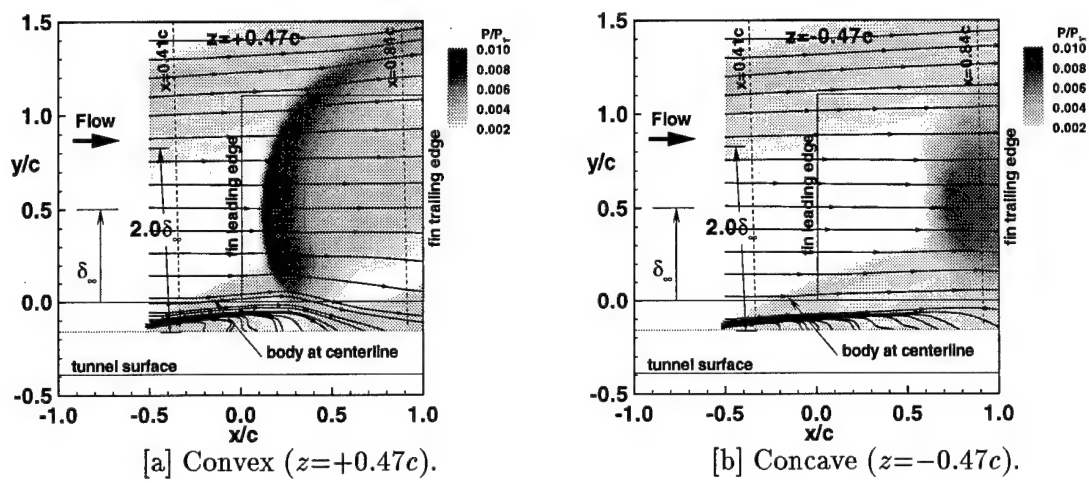 1.5
1.0
y/c
0.5
0.0
-0.5
-1.0
-0.5
0.0
0.5
1.0
x/c
z=+0.47c
x=0.41c
x=0.84c
P/P_T
0.010
0.008
0.006
0.004
0.002
Flow
fin leading edge
fin trailing edge
2.0δ∞
δ∞
body at centerline
tunnel surface
[a] Convex (z=+0.47c).
1.5
1.0
y/c
0.5
0.0
-0.5
-1.0
-0.5
0.0
0.5
1.0
x/c
z=-0.47c
x=0.41c
x=0.84c
P/P_T
0.010
0.008
0.006
0.004
0.002
Flow
fin leading edge
fin trailing edge
2.0δ∞
δ∞
body at centerline
tunnel surface
[b] Concave (z=−0.47c).